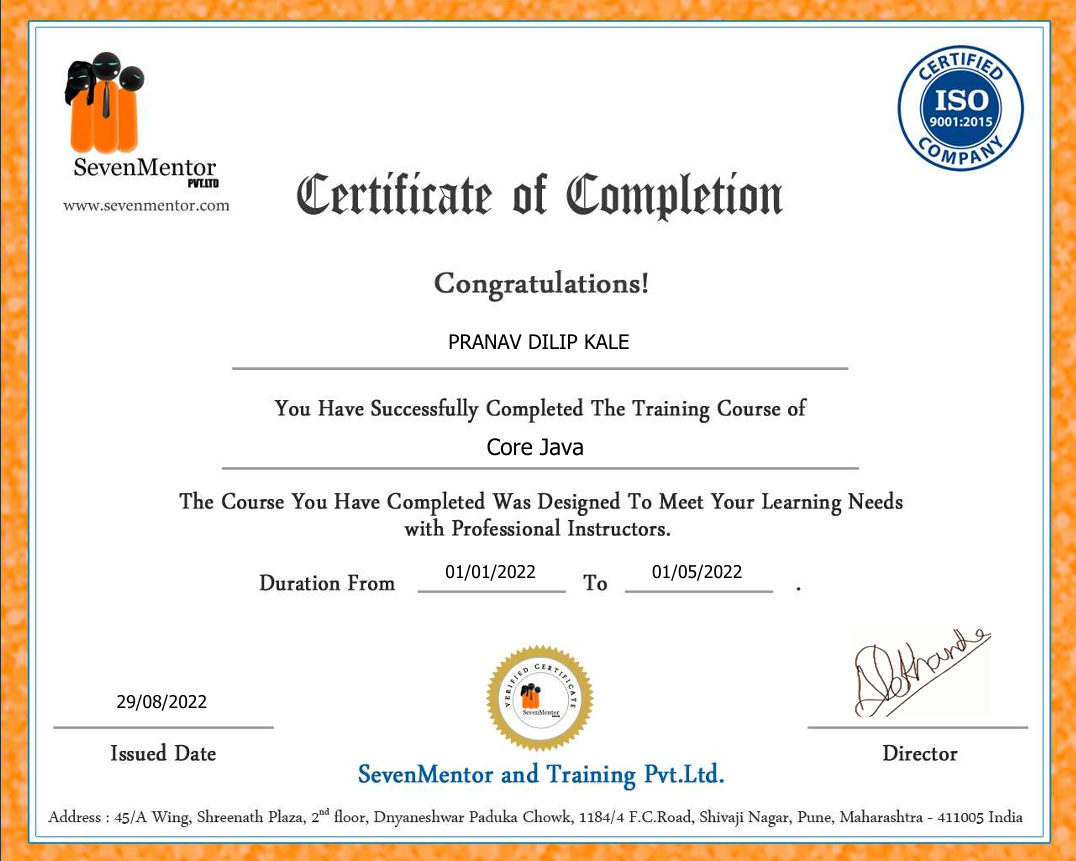 SevenMentor
PVT.LTD
www.sevenmentor.com
CERTIFIED
ISO
9001:2015
COMPANY
Certificate of Completion
Congratulations!
PRANAV DILIP KALE
You Have Successfully Completed The Training Course of
Core Java
The Course You Have Completed Was Designed To Meet Your Learning Needs
with Professional Instructors.
Duration From 01/01/2022 To 01/05/2022 .
29/08/2022
Issued Date
VERIFIED CERTIFICATE
SevenMentor
Director
SevenMentor and Training Pvt.Ltd.
Address : 45/A Wing, Shreenath Plaza, 2nd floor, Dnyaneshwar Paduka Chowk, 1184/4 F.C.Road, Shivaji Nagar, Pune, Maharashtra - 411005 India